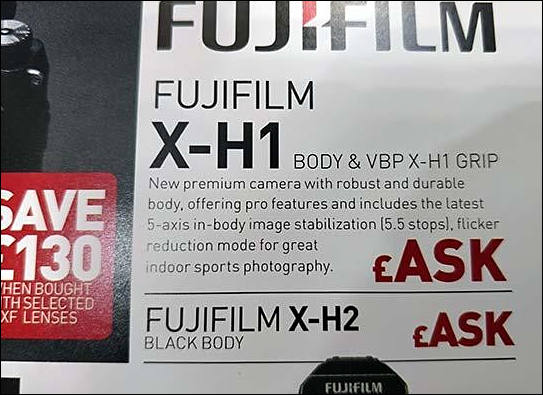 FUJIFILM
FUJIFILM
X-H1 BODY & VBP X-H1 GRIP
New premium camera with robust and durable
body, offering pro features and includes the latest
5-axis in-body image stabilization (5.5 stops), flicker
reduction mode for great
indoor sports photography.
£ASK
SAVE
£130
WHEN BOUGHT
WITH SELECTED
XF LENSES
FUJIFILM X-H2
BLACK BODY
£ASK
FUJIFILM